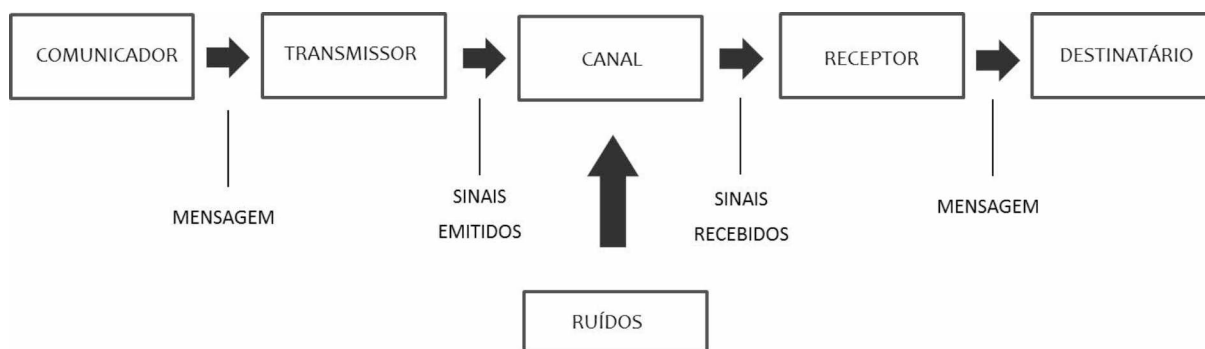 COMUNICADOR
TRANSMISSOR
CANAL
RECEPTOR
DESTINATÁRIO
MENSAGEM
SINAIS
EMITIDOS
SINAIS
RECEBIDOS
MENSAGEM
RUÍDOS